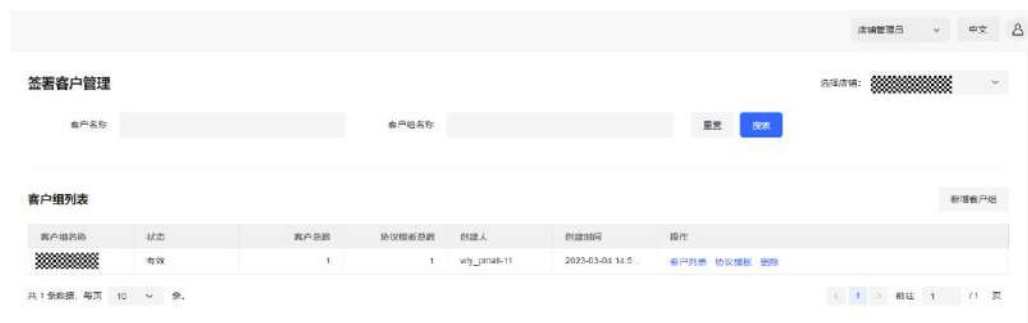 店铺管理员 中文
签署客户管理 选择店铺：
客户名称 客户组名称 重置 搜索
客户组列表 新增客户组
客户组名称 状态 客户总数 协议模板总数 创建人 创建时间 操作
有效 1 1 2023-03-04 14:5... 客户列表 协议模板 删除
共 1 条数据，每页 10 条。 1 前往 1 / 1 页